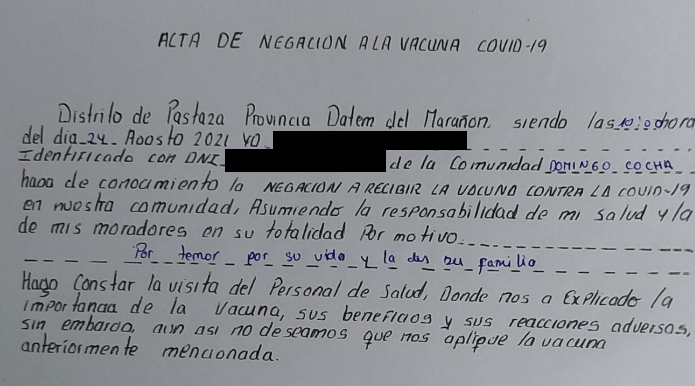 ACTA DE NEGACION A LA VACUNA COVID-19
Distrito de Pastaza Provincia Datem del Marañon. siendo las 10:00 hora
del dia 24 Agosto 2021 YO
Identificado con DNI de la Comunidad DOMINGO COCHA
hago de conocimiento la NEGACION A RECIBIR LA VACUNA CONTRA LA COVID-19
en nuestra comunidad, Asumiendo la responsabilidad de mi salud y la
de mis moradores en su totalidad Por motivo
Por temor por su vida y la de su familia
Hago Constar la visita del Personal de Salud, Donde nos a Explicado la
importancia de la vacuna, sus beneficios y sus reacciones adversas,
sin embargo, aun asi no deseamos que nos aplique la vacuna
anteriormente mencionada.